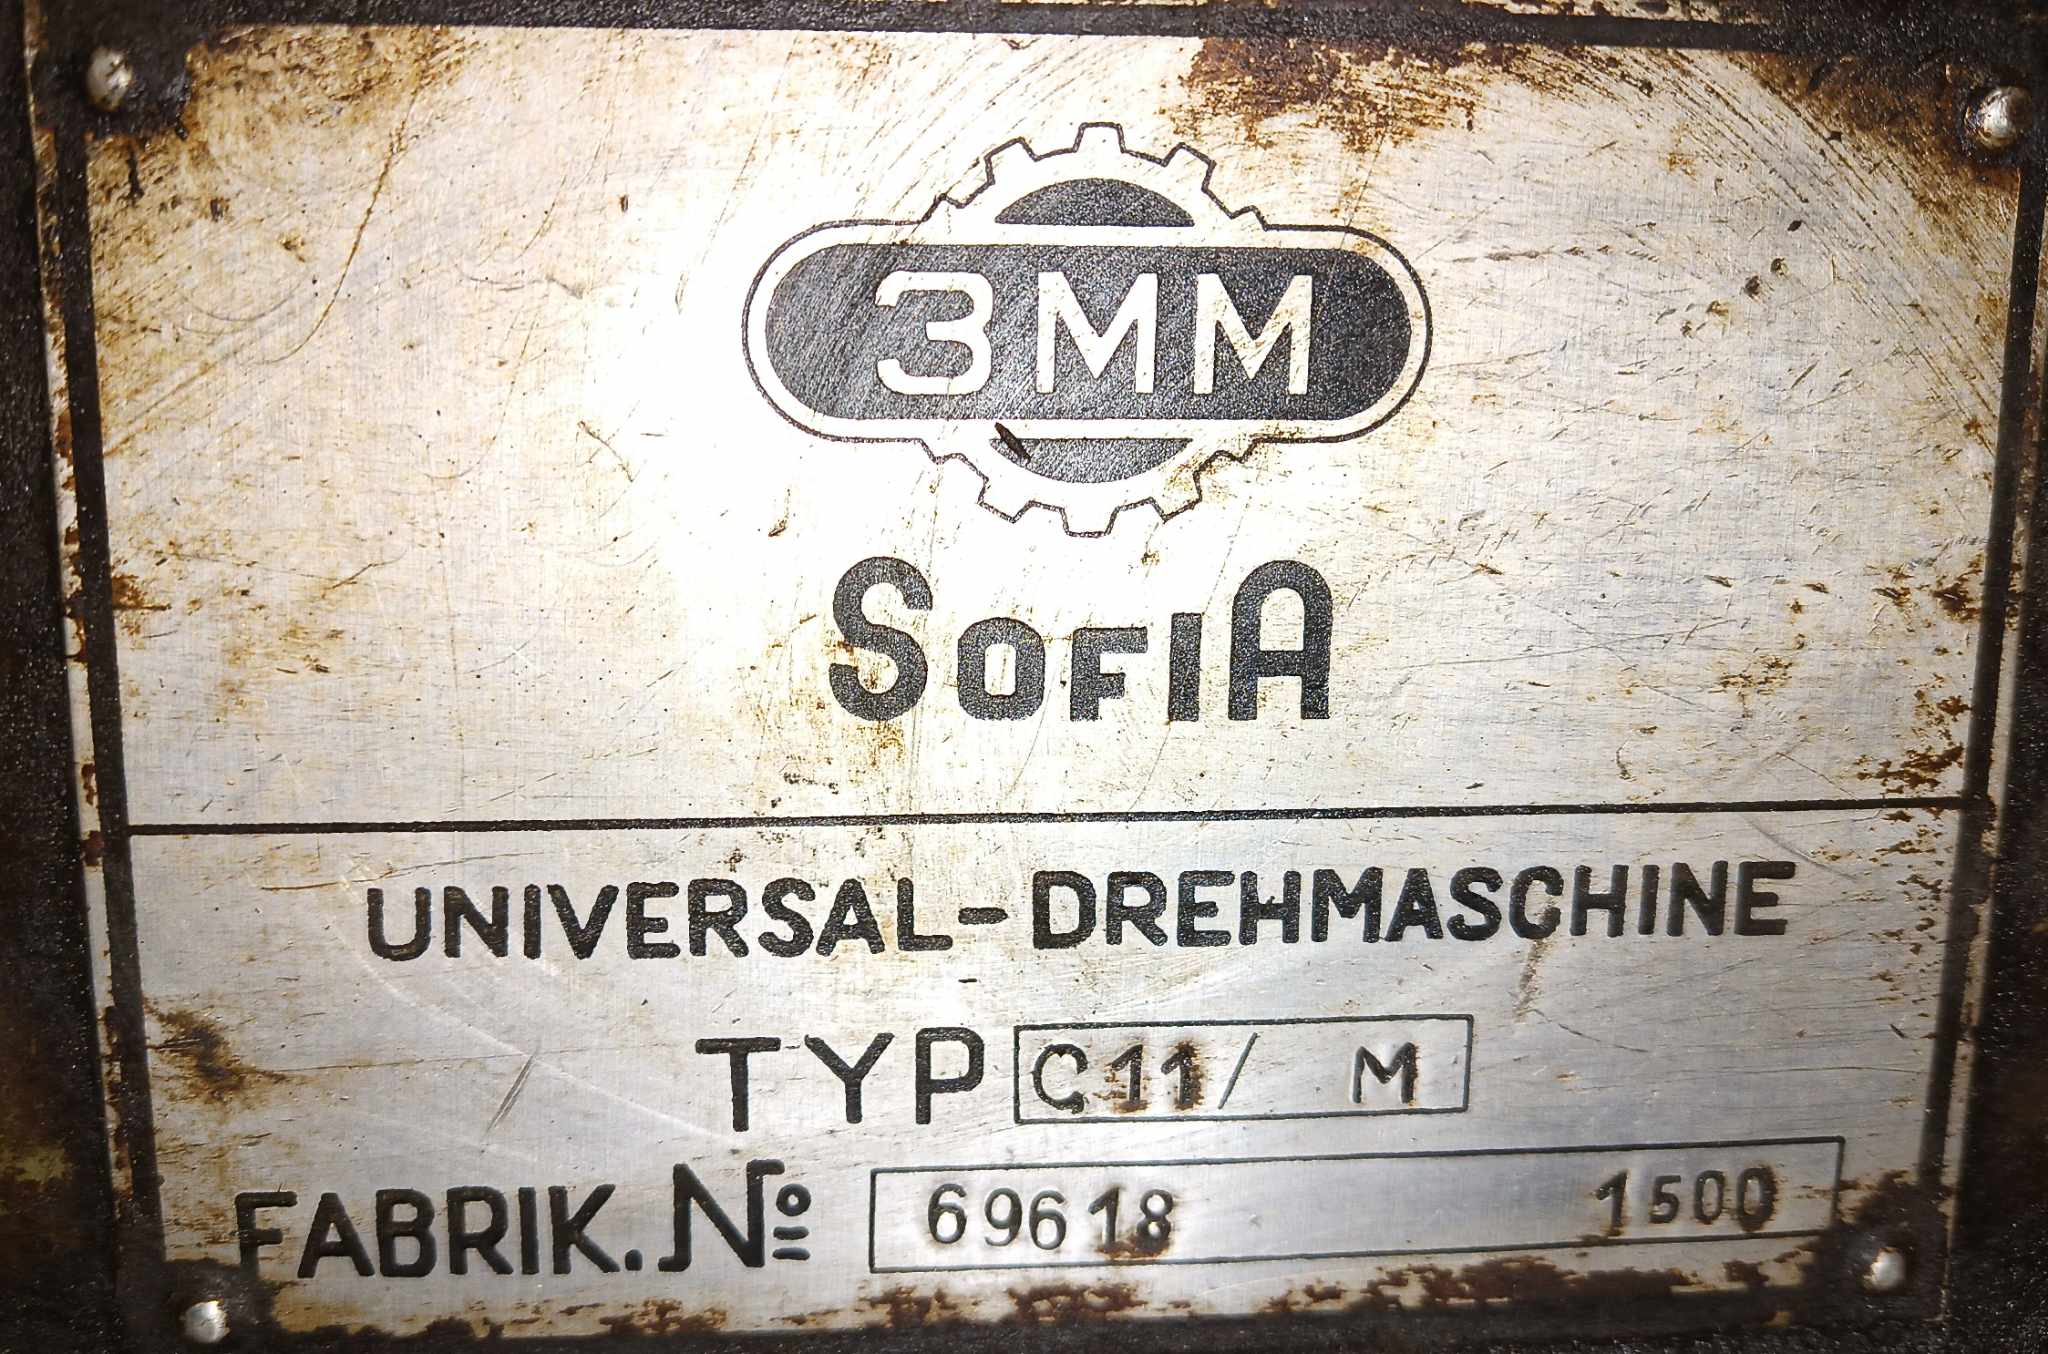 ЗММ
SOFIA
UNIVERSAL-DREHMASCHINE
TYP C11/ M
FABRIK.№ 69618 1500